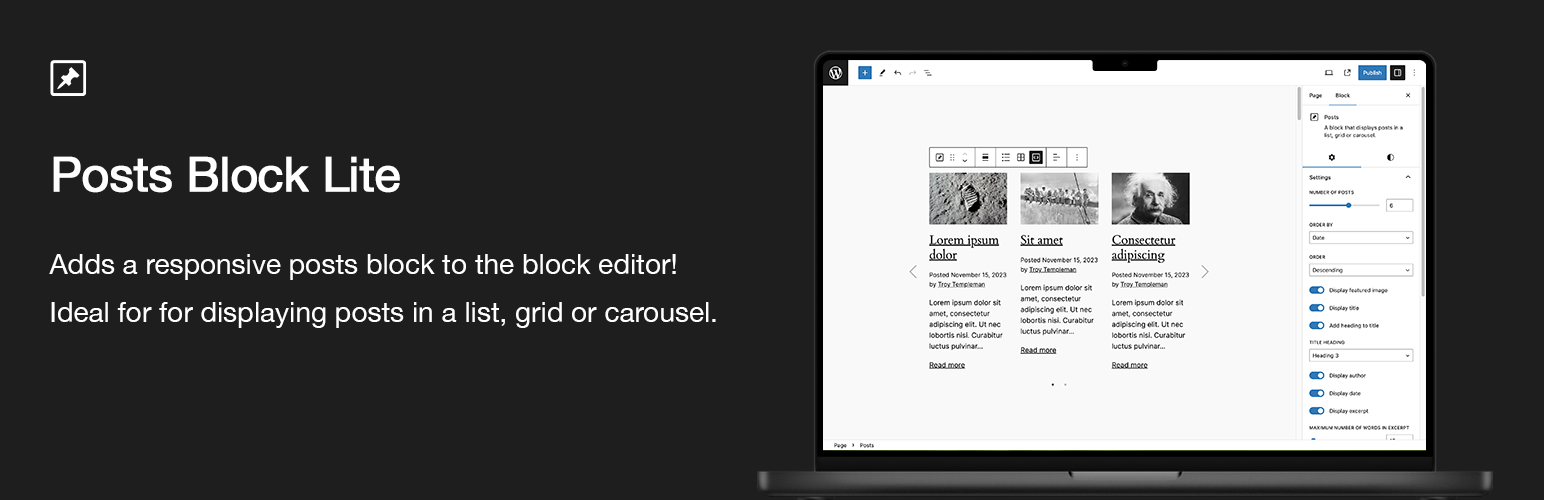 Posts Block Lite
Adds a responsive posts block to the block editor!
Ideal for for displaying posts in a list, grid or carousel.
Publish
Page Block
Posts
A block that displays posts in a
list, grid or carousel.
Settings
NUMBER OF POSTS
6
ORDER BY
Date
ORDER
Descending
Display featured image
Display title
Add heading to title
TITLE HEADING
Heading 3
Display author
Display date
Display excerpt
MAXIMUM NUMBER OF WORDS IN EXCERPT
Lorem ipsum
dolor
Posted November 15, 2023
by Troy Templeman
Lorem ipsum dolor sit
amet, consectetur
adipiscing elit. Ut nec
lobortis nisi. Curabitur
luctus pulvinar...
Read more
Sit amet
Posted November 15, 2023
by Troy Templeman
Lorem ipsum dolor sit
amet, consectetur
adipiscing elit. Ut nec
lobortis nisi. Curabitur
luctus pulvinar...
Read more
Consectetur
adipiscing
Posted November 15, 2023
by Troy Templeman
Lorem ipsum dolor sit
amet, consectetur
adipiscing elit. Ut nec
lobortis nisi. Curabitur
luctus pulvinar...
Read more
Page > Posts